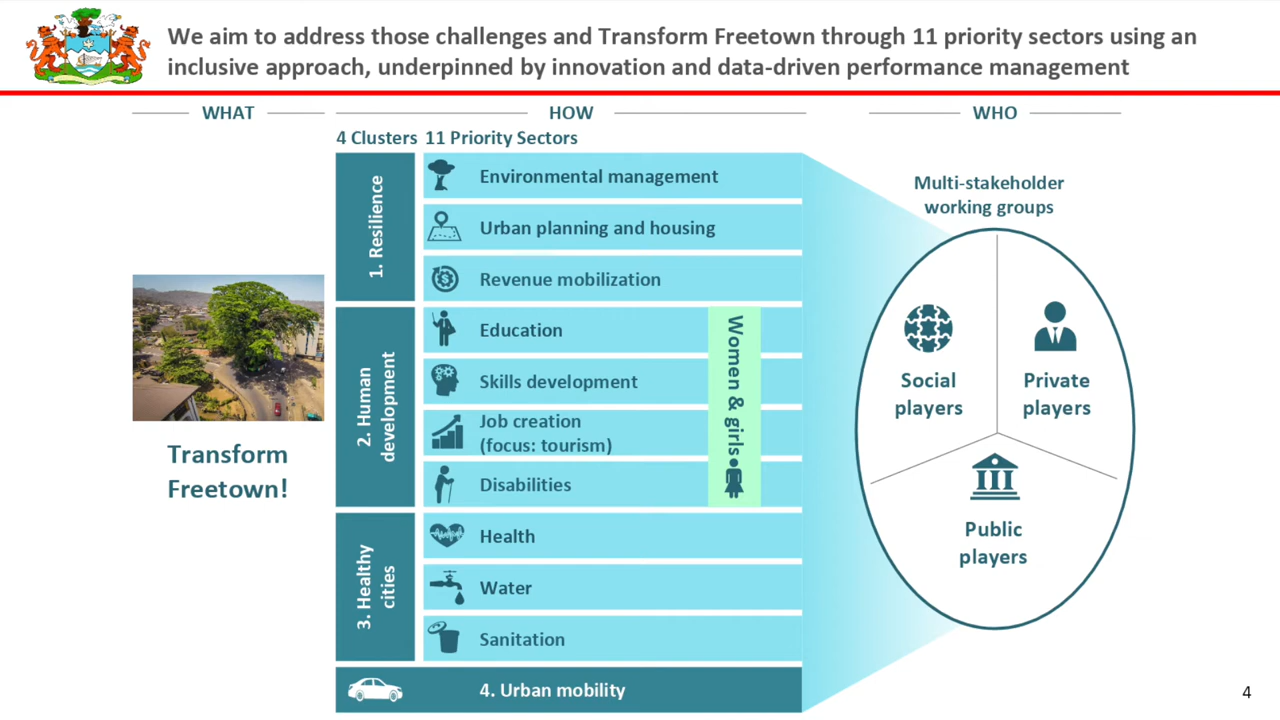 We aim to address those challenges and Transform Freetown through 11 priority sectors using an
inclusive approach, underpinned by innovation and data-driven performance management
WHAT
HOW
WHO
4 Clusters
11 Priority Sectors
Transform
Freetown!
1. Resilience
Environmental management
Urban planning and housing
Revenue mobilization
2. Human
development
Education
Skills development
Job creation
(focus: tourism)
Disabilities
Women & girls
3. Healthy
cities
Health
Water
Sanitation
4. Urban mobility
Multi-stakeholder
working groups
Social
players
Private
players
Public
players
4